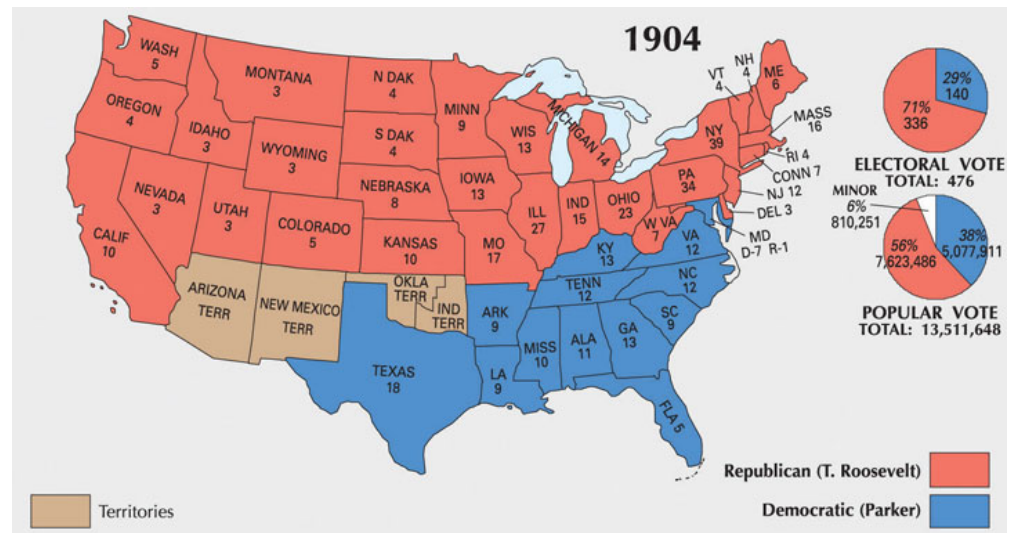 1904
WASH
5
OREGON
4
CALIF
10
NEVADA
3
IDAHO
3
MONTANA
3
WYOMING
3
UTAH
3
COLORADO
5
ARIZONA
TERR
NEW MEXICO
TERR
N DAK
4
S DAK
4
NEBRASKA
8
KANSAS
10
OKLA
TERR
IND
TERR
TEXAS
18
MINN
9
IOWA
13
MO
17
ARK
9
LA
9
WIS
13
ILL
27
MICHIGAN 14
IND
15
OHIO
23
KY
13
TENN
12
MISS
10
ALA
11
GA
13
FLA 5
SC
9
NC
12
VA
12
W VA
7
PA
34
NY
39
VT
4
NH
4
ME
6
MASS
16
RI 4
CONN 7
NJ 12
DEL 3
MD
D-7 R-1
29%
140
71%
336
ELECTORAL VOTE
TOTAL: 476
MINOR
6%
810,251
38%
5,077,911
56%
7,623,486
POPULAR VOTE
TOTAL: 13,511,648
Republican (T. Roosevelt)
Democratic (Parker)
Territories